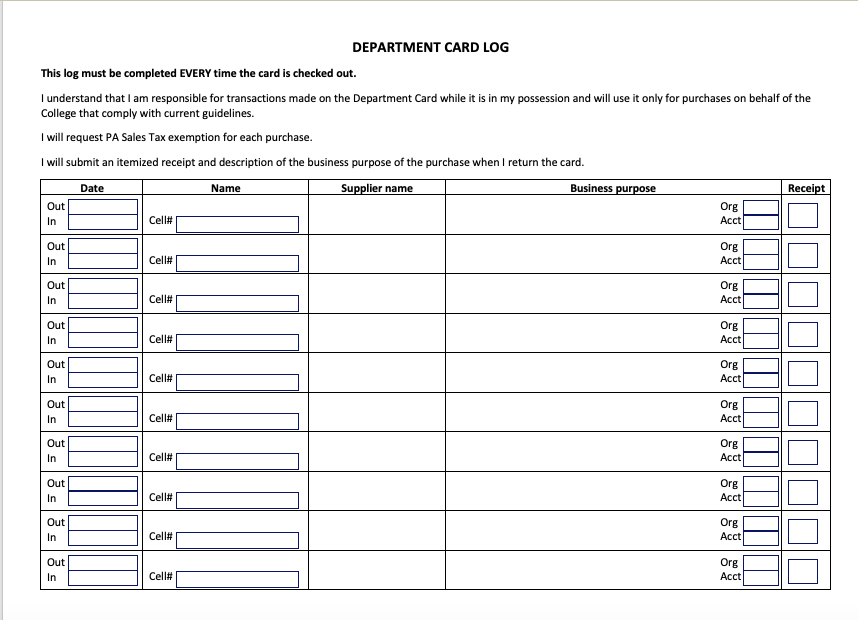 DEPARTMENT CARD LOG
This log must be completed EVERY time the card is checked out.
I understand that I am responsible for transactions made on the Department Card while it is in my possession and will use it only for purchases on behalf of the
College that comply with current guidelines.
I will request PA Sales Tax exemption for each purchase.
I will submit an itemized receipt and description of the business purpose of the purchase when I return the card.
Date Name Supplier name Business purpose Receipt
Out Org
In Cell# Acct
Out Org
In Cell# Acct
Out Org
In Cell# Acct
Out Org
In Cell# Acct
Out Org
In Cell# Acct
Out Org
In Cell# Acct
Out Org
In Cell# Acct
Out Org
In Cell# Acct
Out Org
In Cell# Acct
Out Org
In Cell# Acct